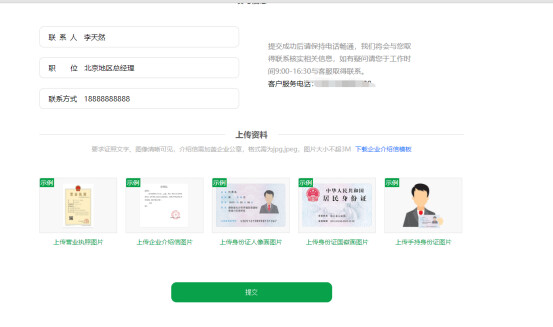 联 系 人 李天然
职 位 北京地区总经理
联系方式 18888888888
提交成功后请保持电话畅通，我们将会与您取
得联系核实相关信息，如有疑问请您于工作时
间9:00-16:30与客服取得联系。
客户服务电话：
上传资料
要求证照文字、图像清晰可见，介绍信需加盖企业公章，格式需为jpg,jpeg，图片大小不超3M 下载企业介绍信模板
示例 示例 示例 示例 示例
中华人民共和国
居民身份证
上传营业执照图片 上传企业介绍信图片 上传身份证人像面图片 上传身份证国徽面图片 上传手持身份证图片
提交